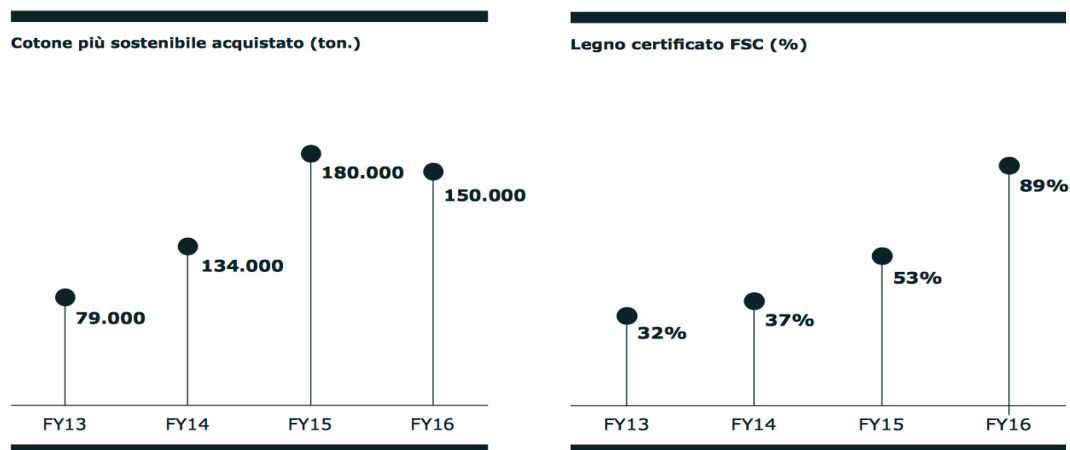 Cotone più sostenibile acquistato (ton.)
79.000
134.000
180.000
150.000
FY13 FY14 FY15 FY16
Legno certificato FSC (%)
32%
37%
53%
89%
FY13 FY14 FY15 FY16